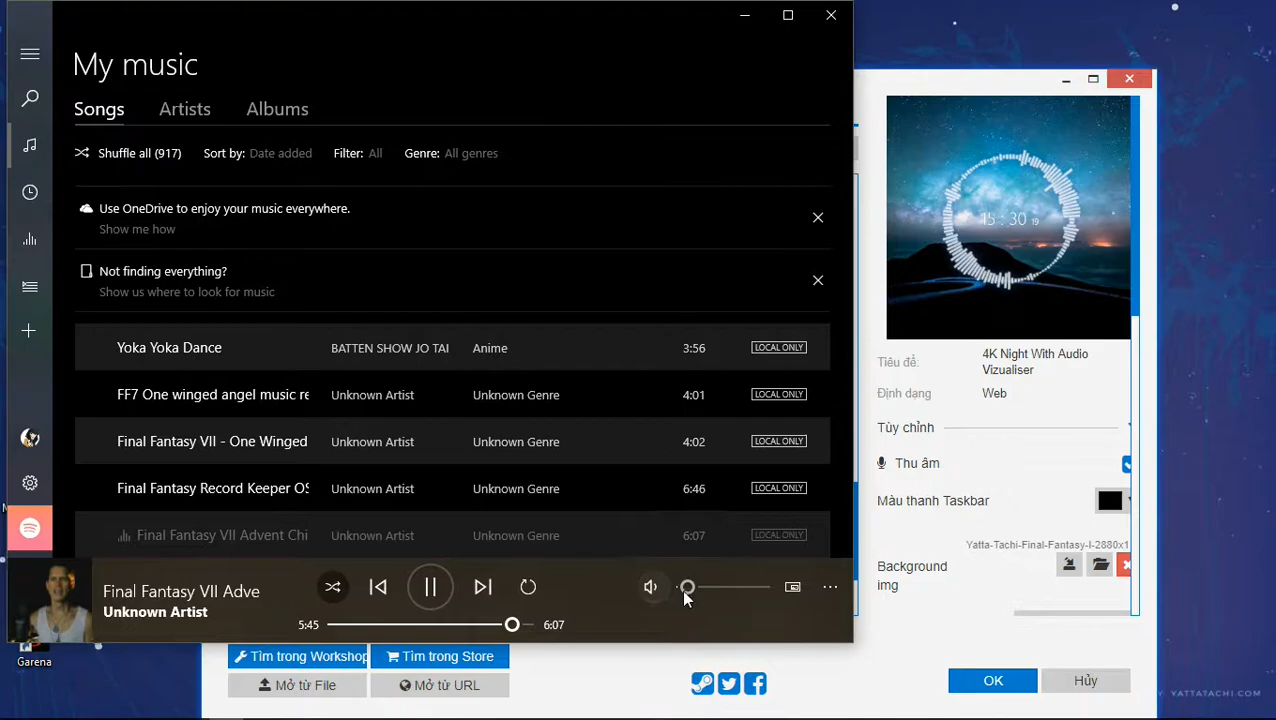 My music
Songs Artists Albums
Shuffle all (917) Sort by: Date added Filter: All Genre: All genres
Use OneDrive to enjoy your music everywhere.
Show me how
Not finding everything?
Show us where to look for music
Yoka Yoka Dance BATTEN SHOW JO TAI Anime 3:56 LOCAL ONLY
FF7 One winged angel music re Unknown Artist Unknown Genre 4:01 LOCAL ONLY
Final Fantasy VII - One Winged Unknown Artist Unknown Genre 4:02 LOCAL ONLY
Final Fantasy Record Keeper OS Unknown Artist Unknown Genre 6:46 LOCAL ONLY
Final Fantasy VII Advent Chi Unknown Artist Unknown Genre 6:07 LOCAL ONLY
Final Fantasy VII Adve
Unknown Artist
5:45 6:07
15:30 19
Tiêu đề: 4K Night With Audio
Vizualiser
Định dạng Web
Tùy chỉnh
Thu âm
Màu thanh Taskbar
Yatta-Tachi-Final-Fantasy-I-2880x1
Background
img
Garena
Tìm trong Workshop Tìm trong Store
Mở từ File Mở từ URL
OK Hủy
YATTATACHI.COM